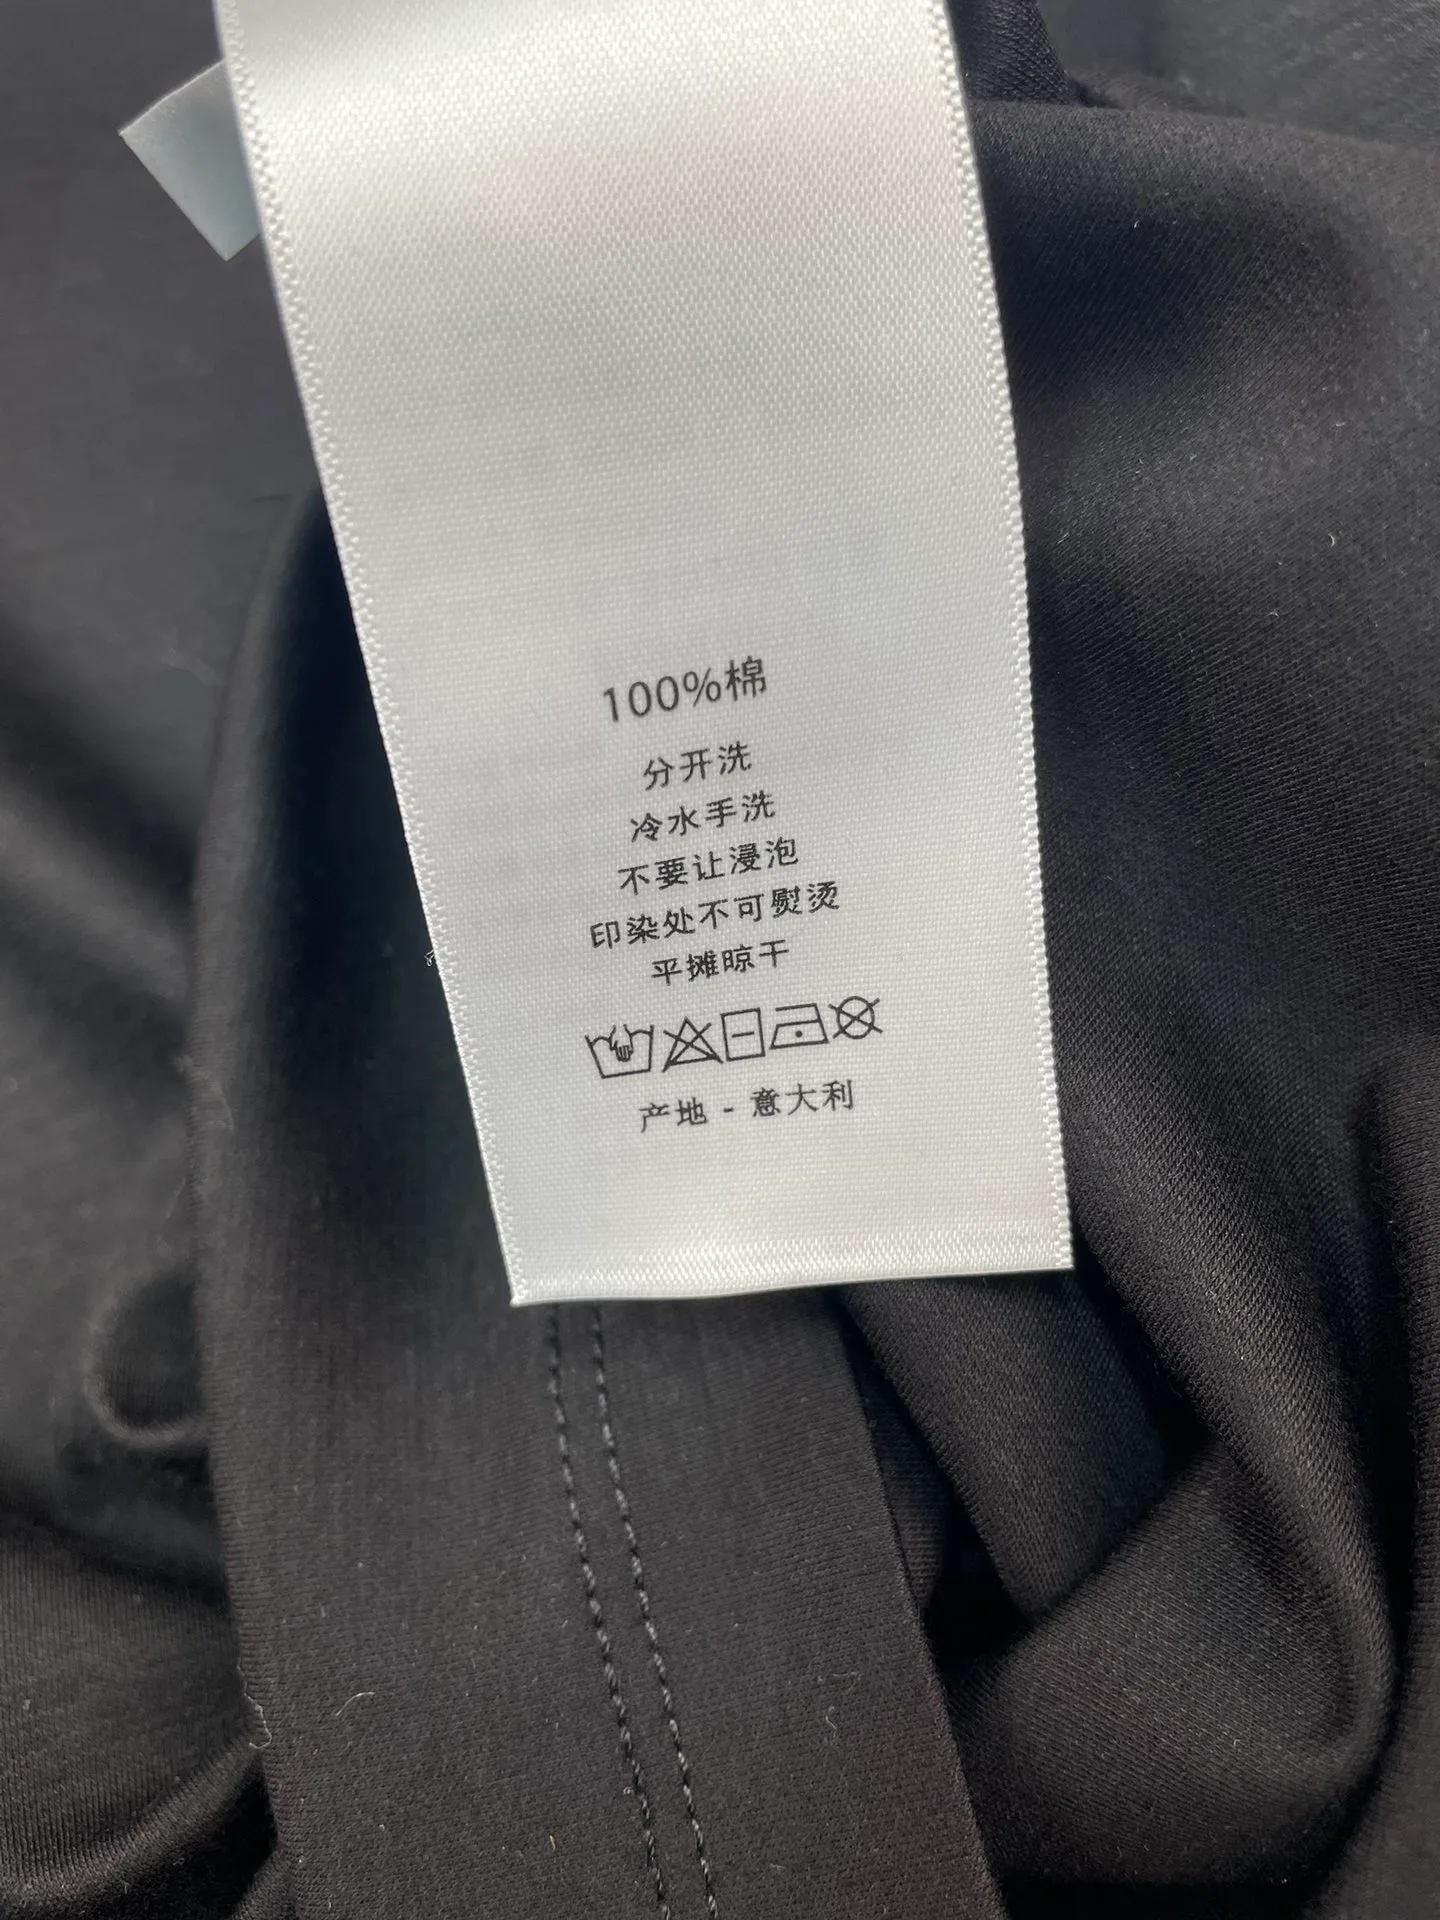 100%棉
分开洗
冷水手洗
不要让浸泡
印染处不可熨烫
平摊晾干
产地 - 意大利